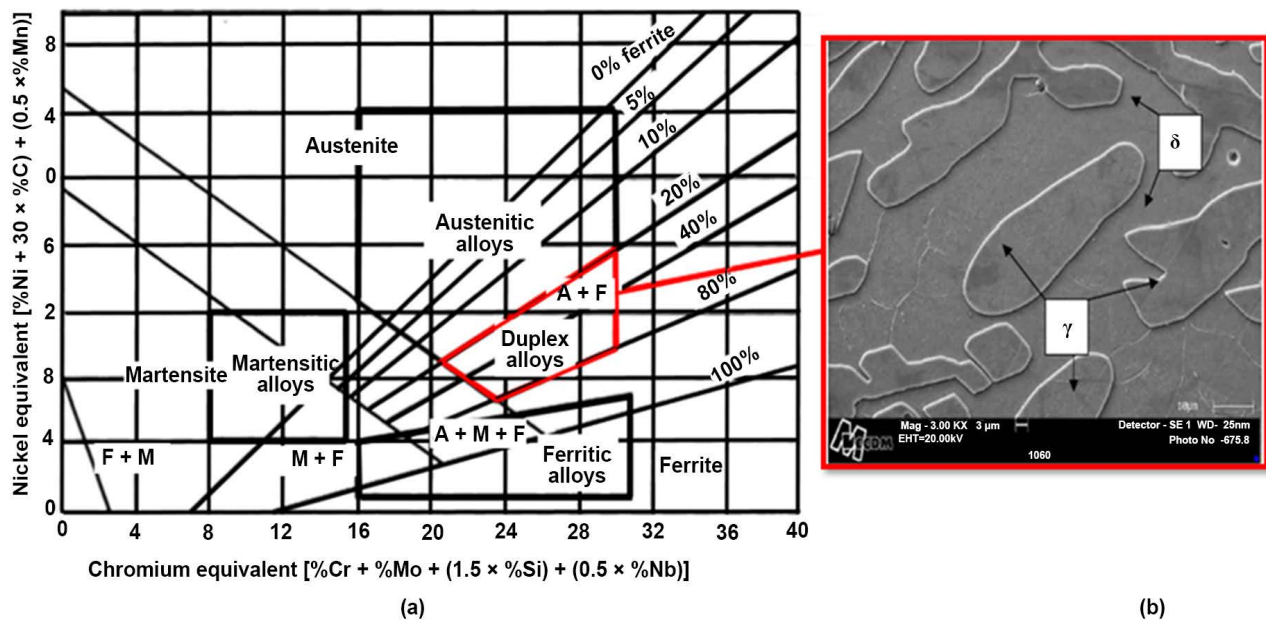 Nickel equivalent [%Ni + 30 × %C) + (0.5 ×%Mn)]
8
4
0
6
2
8
4
0
0
4
8
12
16
20
24
28
32
36
40
0% ferrite
5%
10%
20%
40%
80%
100%
Austenite
Austenitic
alloys
A + F
Duplex
alloys
Martensite
Martensitic
alloys
A + M + F
F + M
M + F
Ferritic
alloys
Ferrite
Chromium equivalent [%Cr + %Mo + (1.5 × %Si) + (0.5 × %Nb)]
(a)
δ
γ
Mag - 3.00 KX 3 µm
EHT=20.00kV
Detector - SE 1 WD- 25nm
Photo No -675.8
1060
(b)